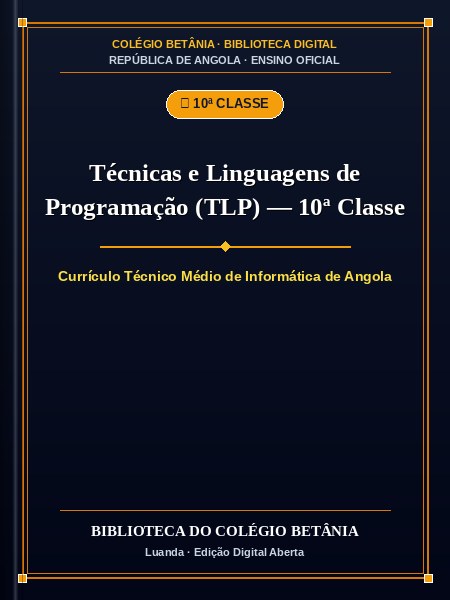 COLÉGIO BETÂNIA · BIBLIOTECA DIGITAL
REPÚBLICA DE ANGOLA · ENSINO OFICIAL
10ª CLASSE
Técnicas e Linguagens de
Programação (TLP) — 10ª Classe
Currículo Técnico Médio de Informática de Angola
BIBLIOTECA DO COLÉGIO BETÂNIA
Luanda · Edição Digital Aberta